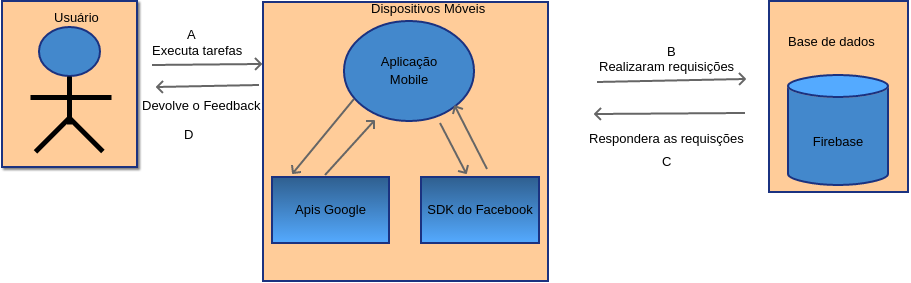 Usuário
A
Executa tarefas
Devolve o Feedback
D
Dispositivos Móveis
Aplicação
Mobile
Apis Google
SDK do Facebook
B
Realizaram requisições
Respondera as requisções
C
Base de dados
Firebase